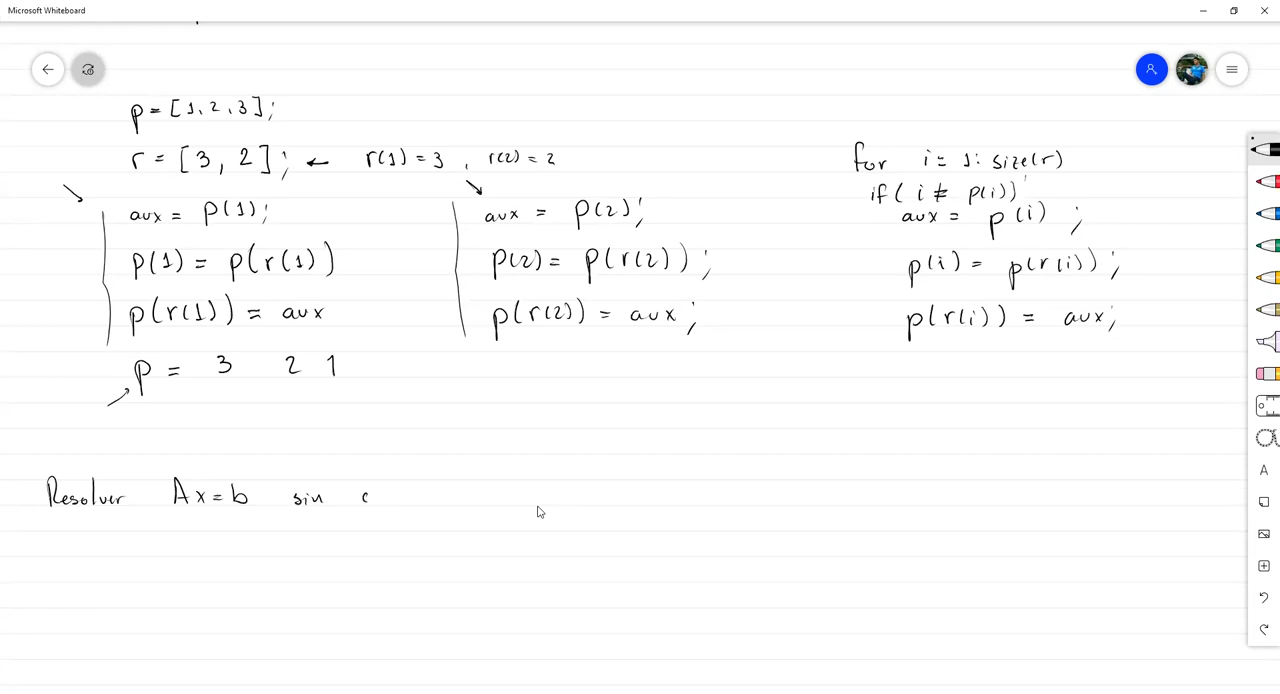 Microsoft Whiteboard
p = [1, 2, 3];
r = [3, 2]; ← r(1) = 3, r(2) = 2
aux = p(1);
p(1) = p(r(1))
p(r(1)) = aux
p = 3 2 1
aux = p(2);
p(2) = p(r(2));
p(r(2)) = aux;
for i = 1: size(r)
if (i ≠ p(i))
aux = p(i);
p(i) = p(r(i));
p(r(i)) = aux;
Resolver Ax = b sin